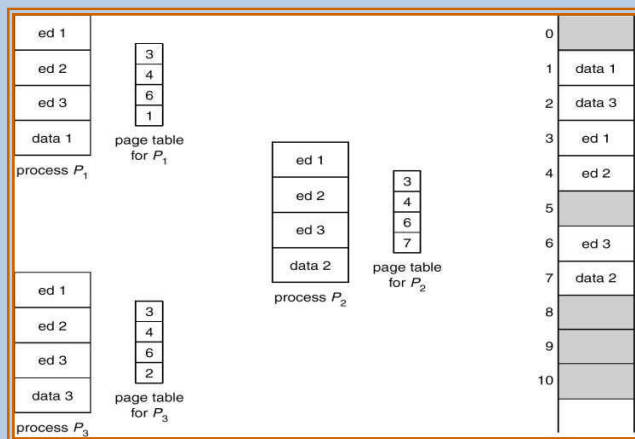 ed 1
ed 2
ed 3
data 1
process P1
3
4
6
1
page table
for P1
ed 1
ed 2
ed 3
data 2
process P2
3
4
6
7
page table
for P2
ed 1
ed 2
ed 3
data 3
process P3
3
4
6
2
page table
for P3
0
1 data 1
2 data 3
3 ed 1
4 ed 2
5
6 ed 3
7 data 2
8
9
10